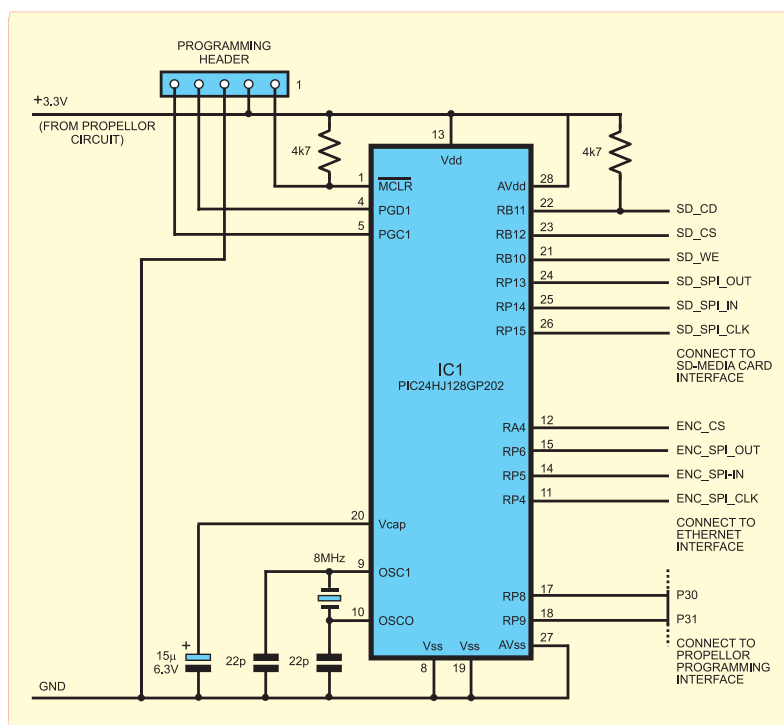 PROGRAMMING
HEADER
1
+3.3V
(FROM PROPELLOR
CIRCUIT)
4k7
13
Vdd
4k7
1
MCLR
4
PGD1
5
PGC1
AVdd
28
RB11
22
SD_CD
RB12
23
SD_CS
RB10
21
SD_WE
RP13
24
SD_SPI_OUT
RP14
25
SD_SPI_IN
RP15
26
SD_SPI_CLK
CONNECT TO
SD-MEDIA CARD
INTERFACE
IC1
PIC24HJ128GP202
RA4
12
ENC_CS
RP6
15
ENC_SPI_OUT
RP5
14
ENC_SPI-IN
RP4
11
ENC_SPI_CLK
CONNECT TO
ETHERNET
INTERFACE
20
Vcap
8MHz
9
OSC1
10
OSCO
RP8
17
P30
RP9
18
P31
CONNECT TO
PROPELLOR
PROGRAMMING
INTERFACE
+
15µ
6.3V
22p
22p
Vss
8
Vss
19
AVss
27
GND